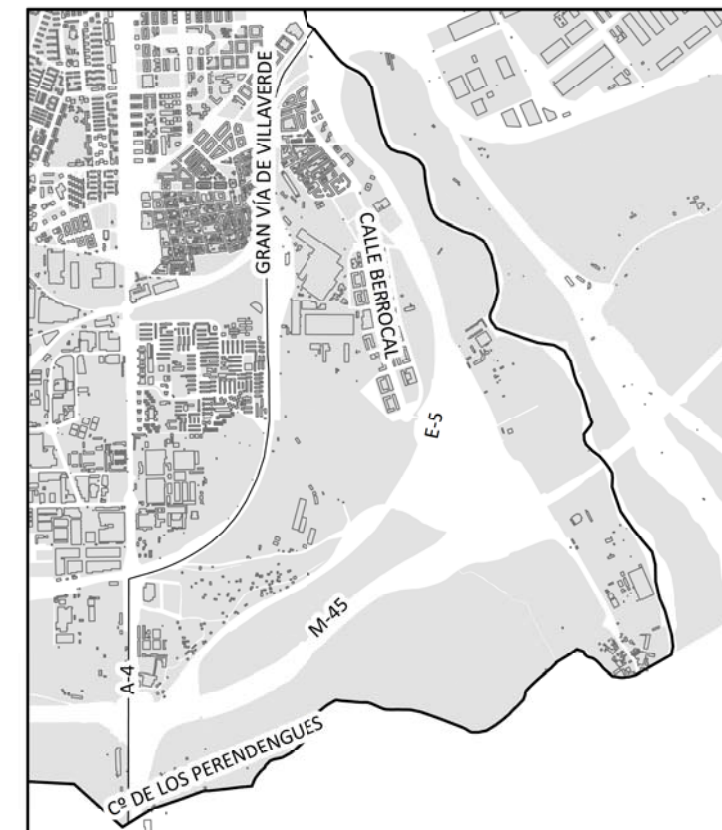 GRAN VÍA DE VILLAVERDE
CALLE BERROCAL
E-5
M-45
A-4
Cº DE LOS PERENDENGUES